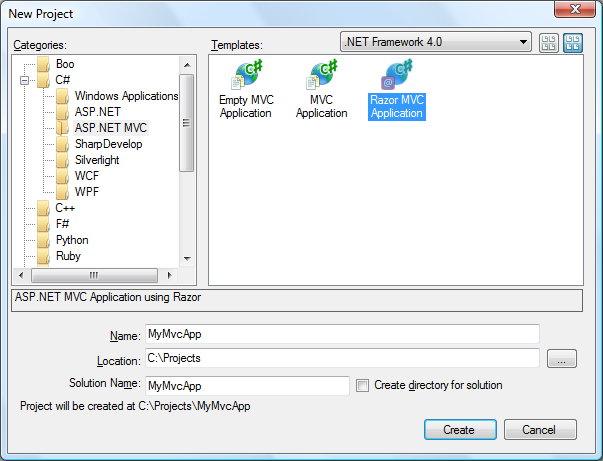 New Project
Categories:
Templates:
.NET Framework 4.0
Boo
C#
Windows Applications
ASP.NET
ASP.NET MVC
SharpDevelop
Silverlight
WCF
WPF
C++
F#
Python
Ruby
C#
Empty MVC
Application
C#
MVC
Application
C#
@
Razor MVC
Application
ASP.NET MVC Application using Razor
Name: MyMvcApp
Location: C:\Projects
...
Solution Name: MyMvcApp
Create directory for solution
Project will be created at C:\Projects\MyMvcApp
Create
Cancel